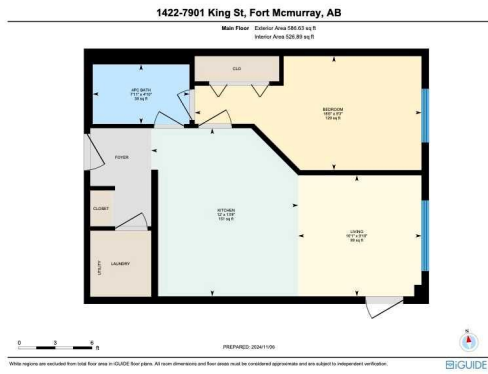 1422-7901 King St, Fort Mcmurray, AB
Main Floor Exterior Area 586.63 sq ft
Interior Area 526.89 sq ft
CLO
4PC BATH
BEDROOM
FOYER
CLOSET
KITCHEN
LIVING
UTILITY
LAUNDRY
0 3 6
ft
PREPARED: 2024/11/06
White regions are excluded from total floor area in iGUIDE floor plans. All room dimensions and floor areas must be considered approximate and are subject to independent verification.
iGUIDE